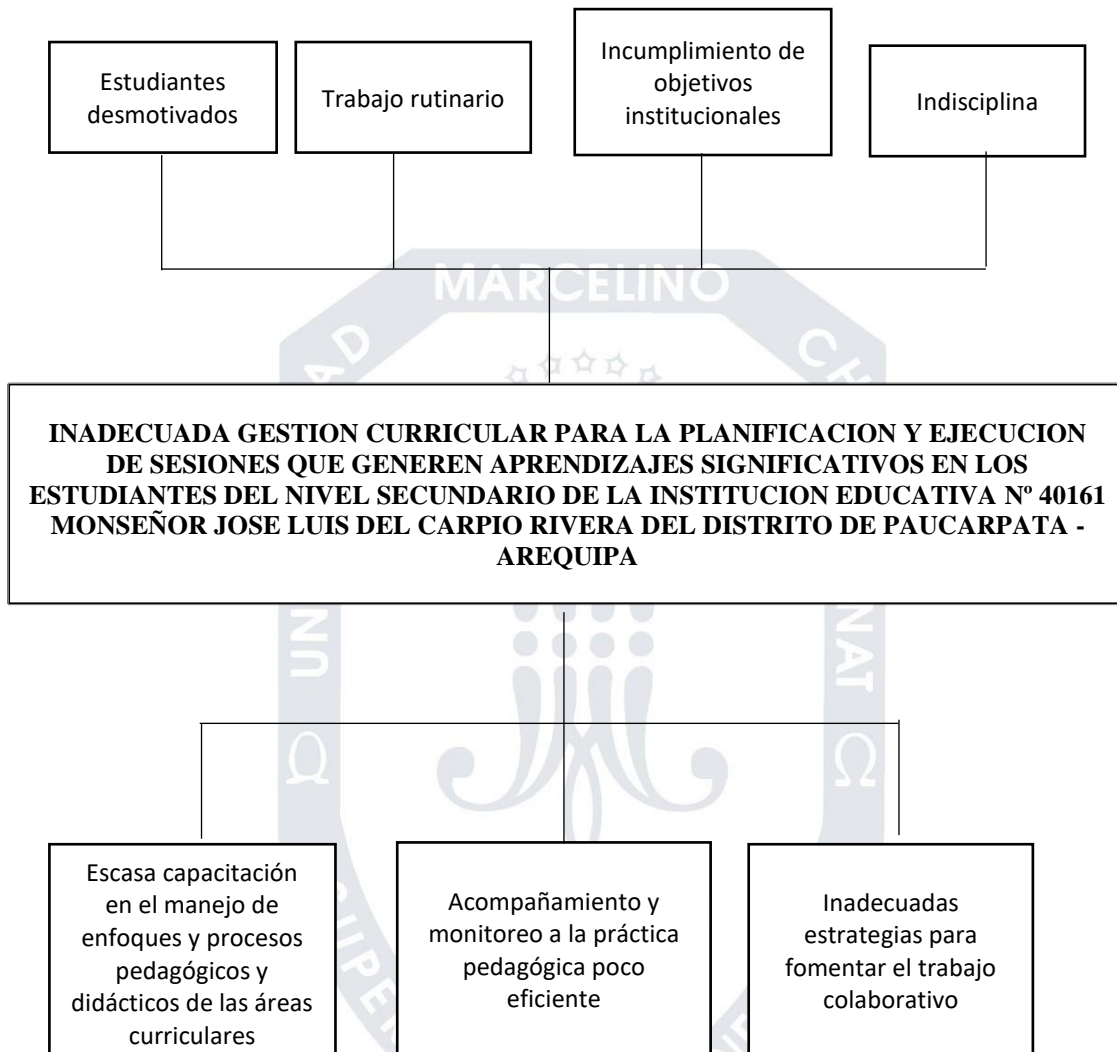 Estudiantes
desmotivados
Trabajo rutinario
Incumplimiento de
objetivos
institucionales
Indisciplina
MARCELINO
INADECUADA GESTION CURRICULAR PARA LA PLANIFICACION Y EJECUCION
DE SESIONES QUE GENEREN APRENDIZAJES SIGNIFICATIVOS EN LOS
ESTUDIANTES DEL NIVEL SECUNDARIO DE LA INSTITUCION EDUCATIVA Nº 40161
MONSEÑOR JOSE LUIS DEL CARPIO RIVERA DEL DISTRITO DE PAUCARPATA -
AREQUIPA
Escasa capacitación
en el manejo de
enfoques y procesos
pedagógicos y
didácticos de las áreas
curriculares
Acompañamiento y
monitoreo a la práctica
pedagógica poco
eficiente
Inadecuadas
estrategias para
fomentar el trabajo
colaborativo